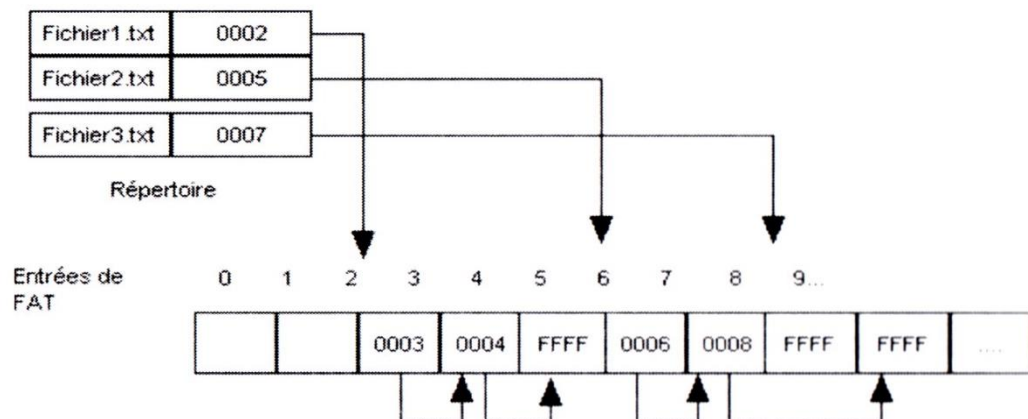 Fichier1.txt 0002
Fichier2.txt 0005
Fichier3.txt 0007
Répertoire
Entrées de 0 1 2 3 4 5 6 7 8 9...
FAT
0003 0004 FFFF 0006 0008 FFFF FFFF ....